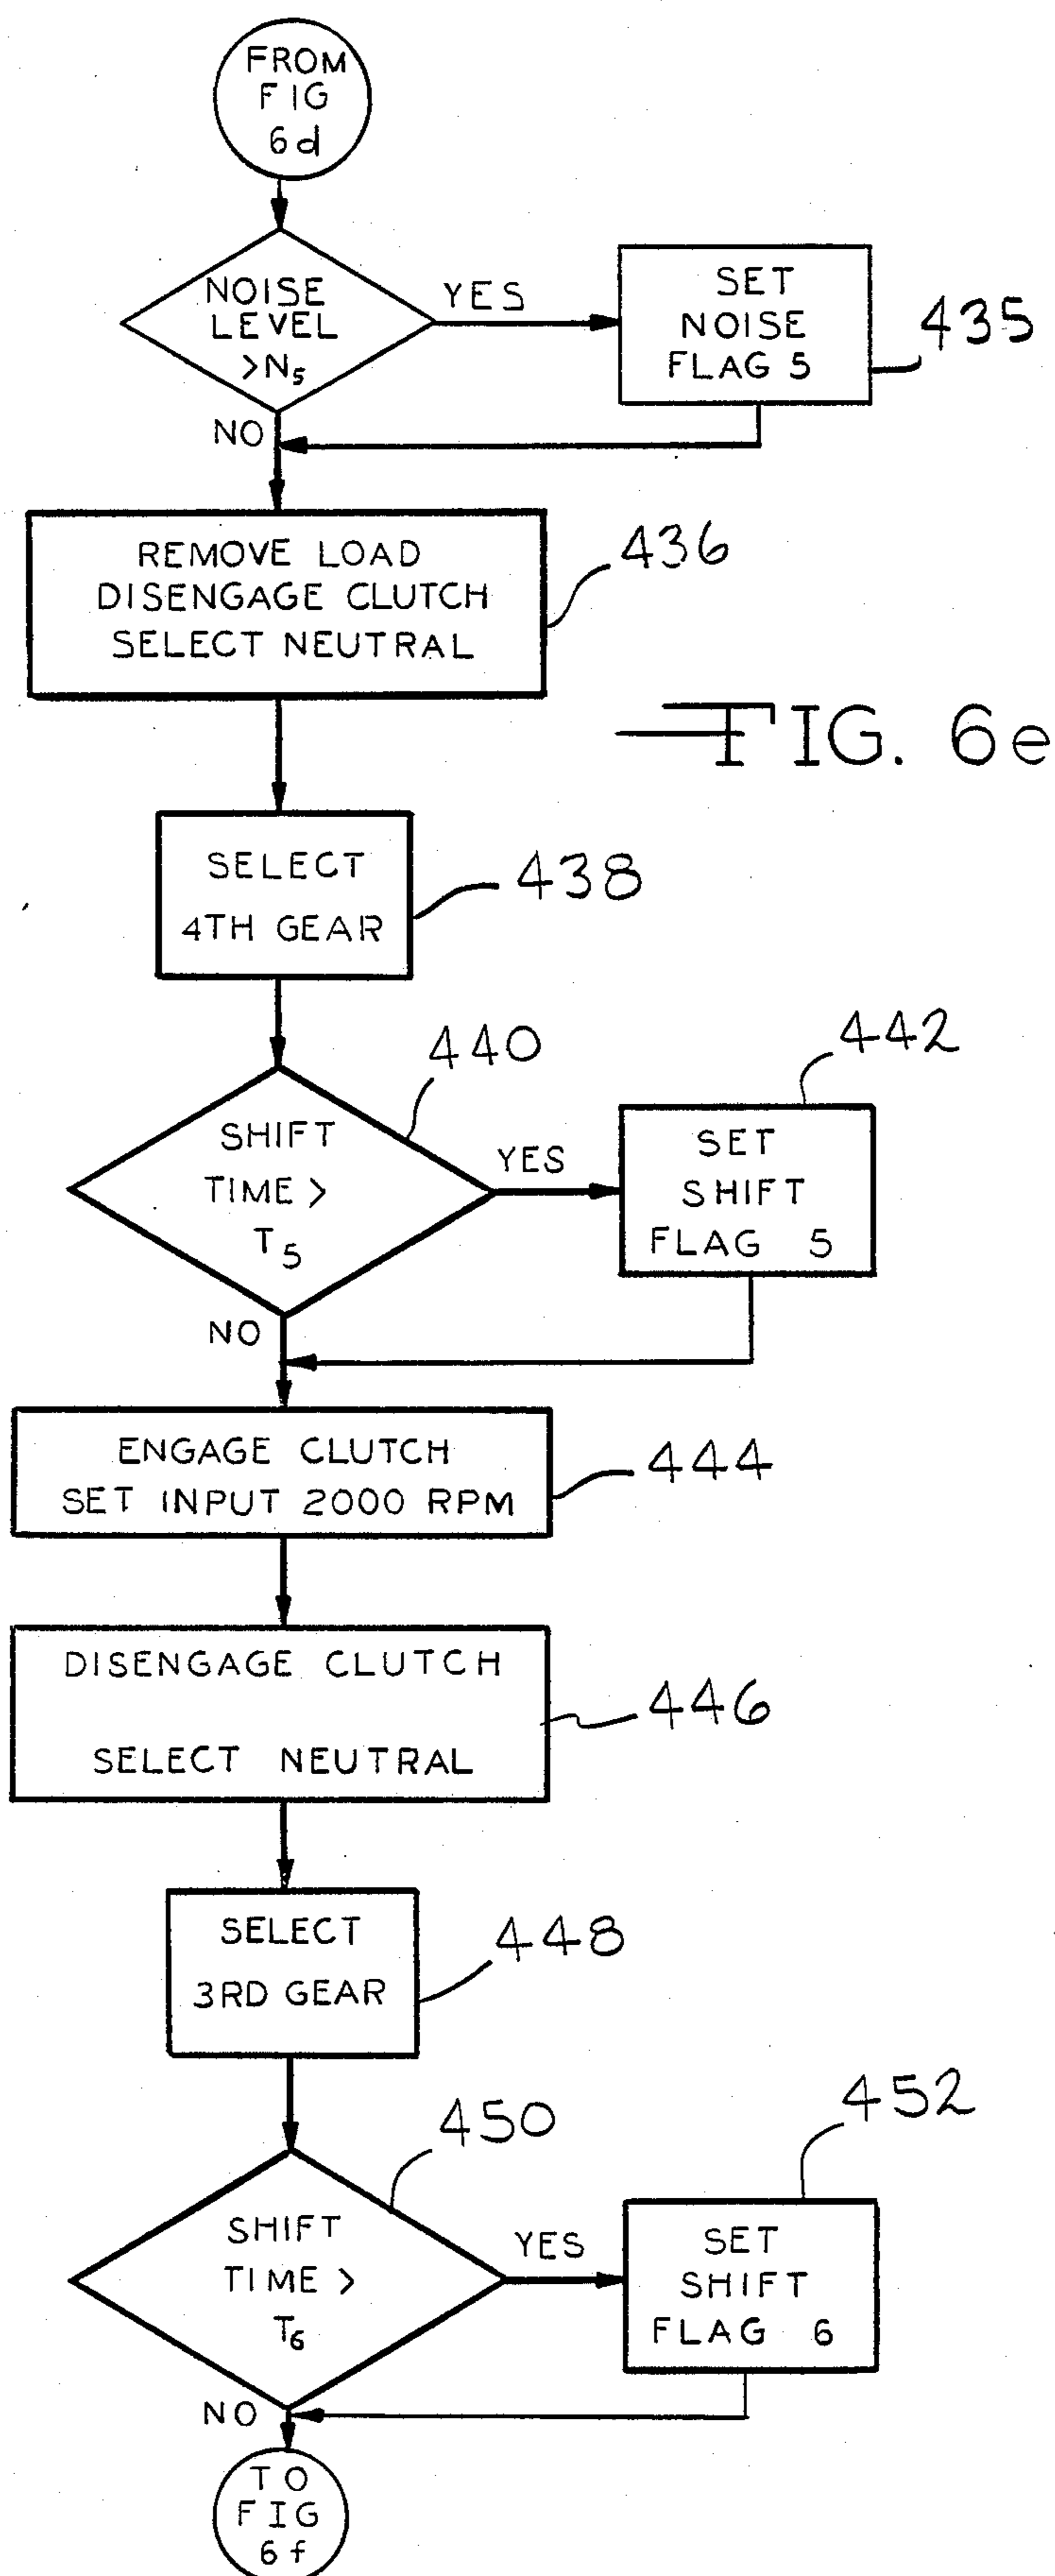 FROM
FIG
6d
NOISE
LEVEL
>N₅
YES
SET
NOISE
FLAG 5
435
NO
REMOVE LOAD
DISENGAGE CLUTCH
SELECT NEUTRAL
436
FIG. 6e
SELECT
4TH GEAR
438
440
SHIFT
TIME >
T₅
YES
442
SET
SHIFT
FLAG 5
NO
ENGAGE CLUTCH
SET INPUT 2000 RPM
444
DISENGAGE CLUTCH
SELECT NEUTRAL
446
SELECT
3RD GEAR
448
450
SHIFT
TIME >
T₆
YES
452
SET
SHIFT
FLAG 6
NO
TO
FIG
6f